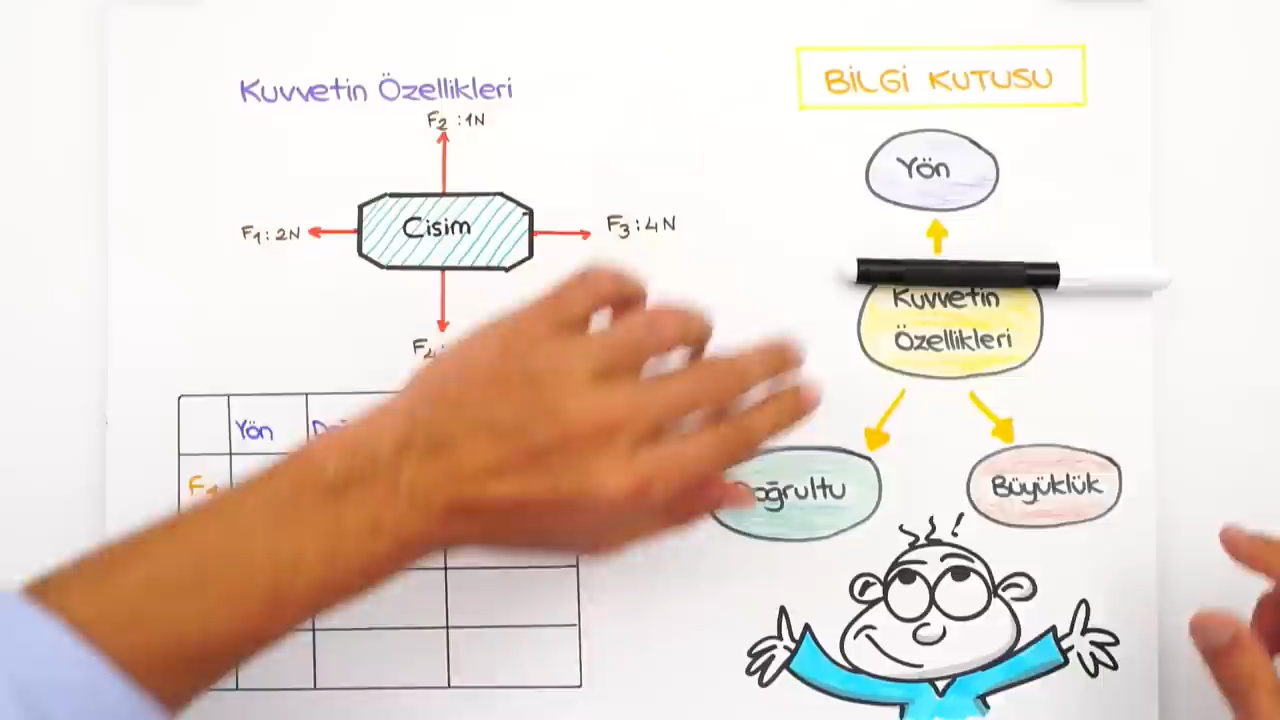 Kuvvetin Özellikleri
F2 : 1N
F1 : 2N
Cisim
F3 : 4N
Yön
BİLGİ KUTUSU
Yön
Kuvvetin
Özellikleri
Büyüklük